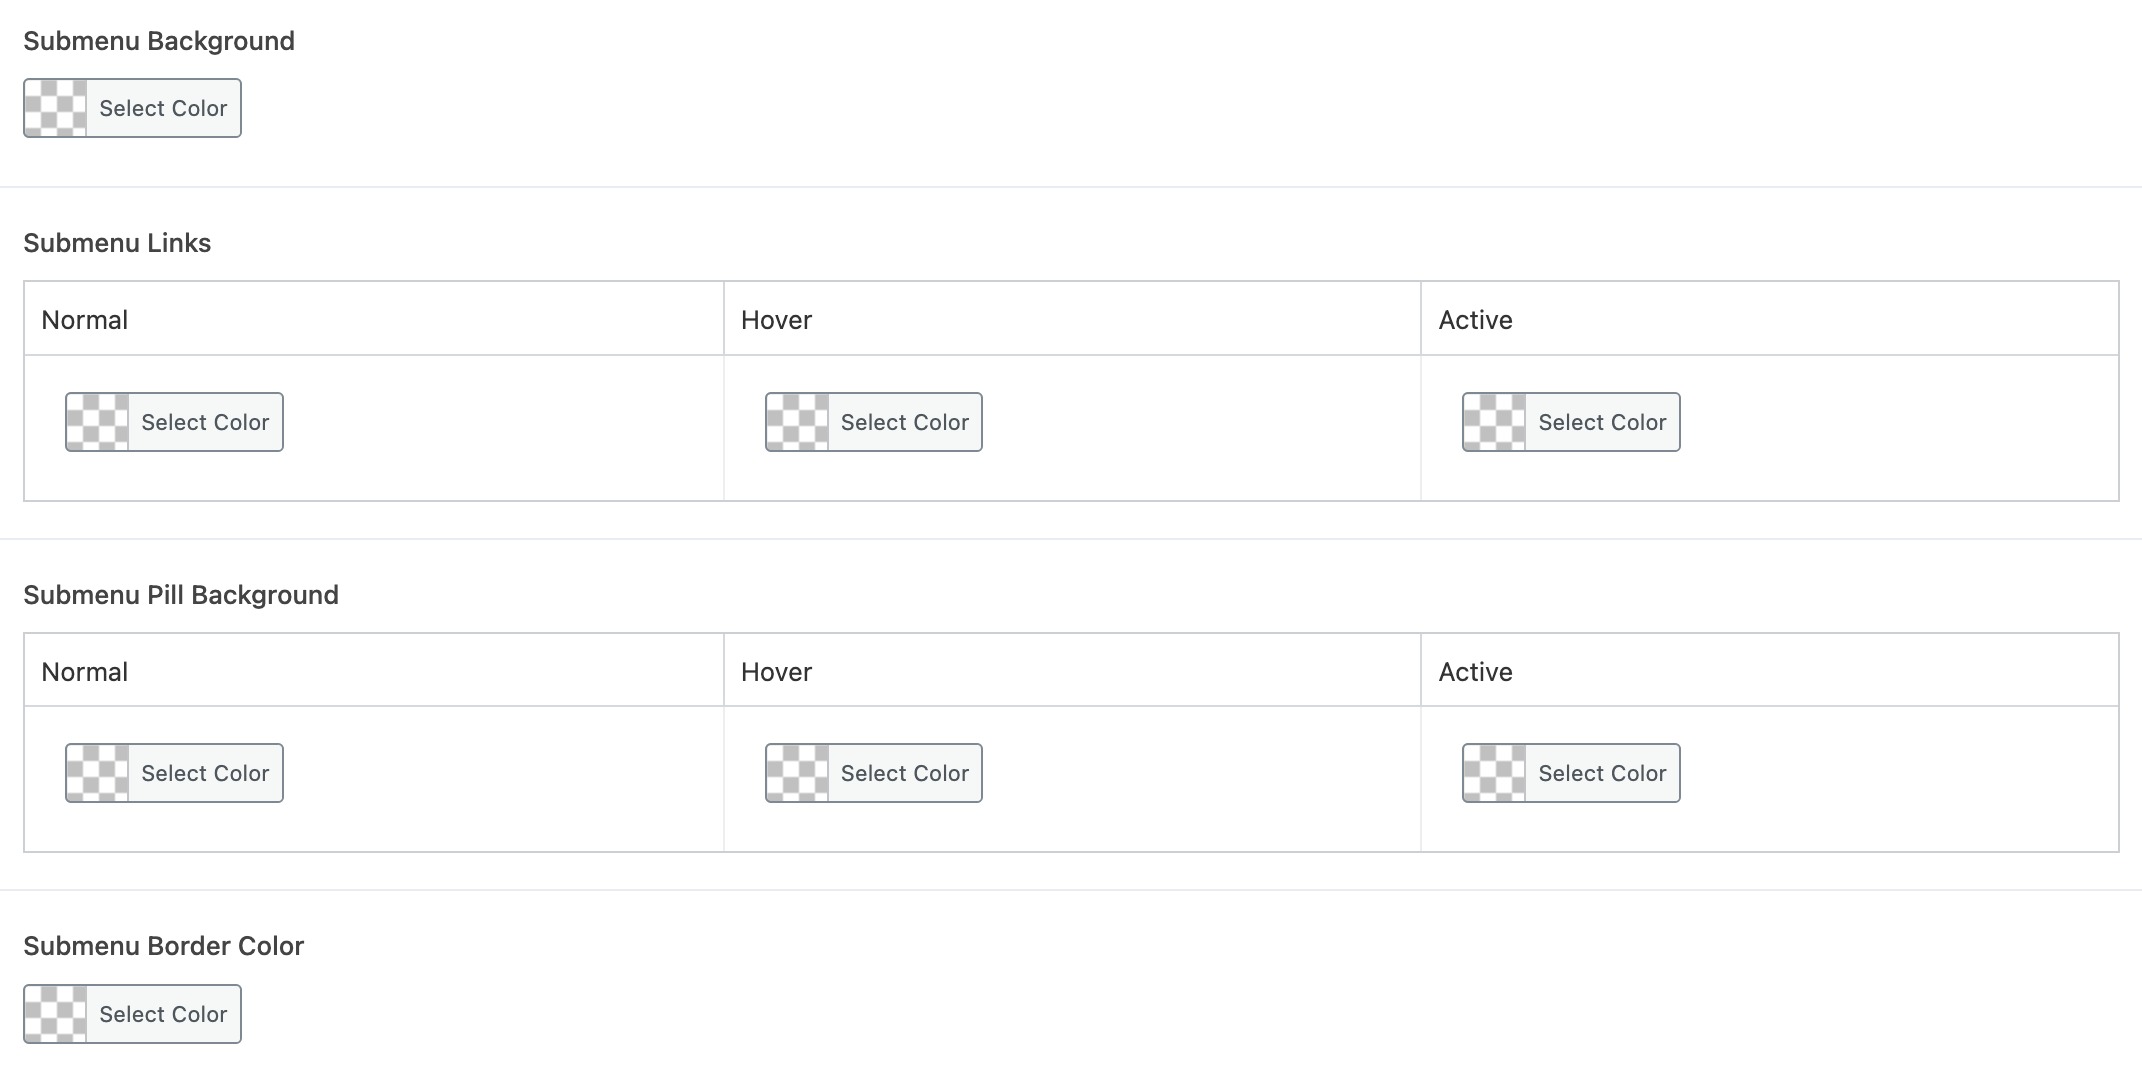 Submenu Background
Select Color
Submenu Links
Normal Hover Active
Select Color Select Color Select Color
Submenu Pill Background
Normal Hover Active
Select Color Select Color Select Color
Submenu Border Color
Select Color